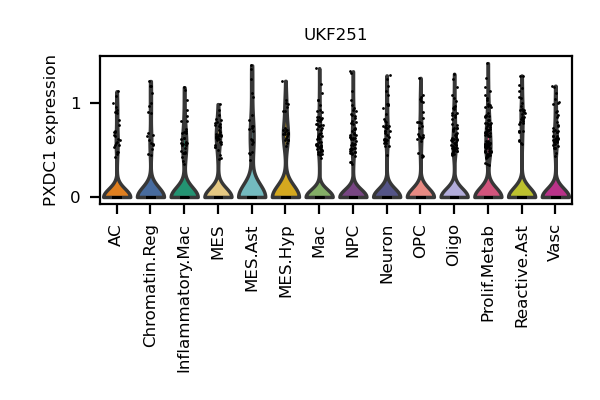 UKF251
PXDC1 expression
1
0
AC
Chromatin.Reg
Inflammatory.Mac
MES
MES.Ast
MES.Hyp
Mac
NPC
Neuron
OPC
Oligo
Prolif.Metab
Reactive.Ast
Vasc